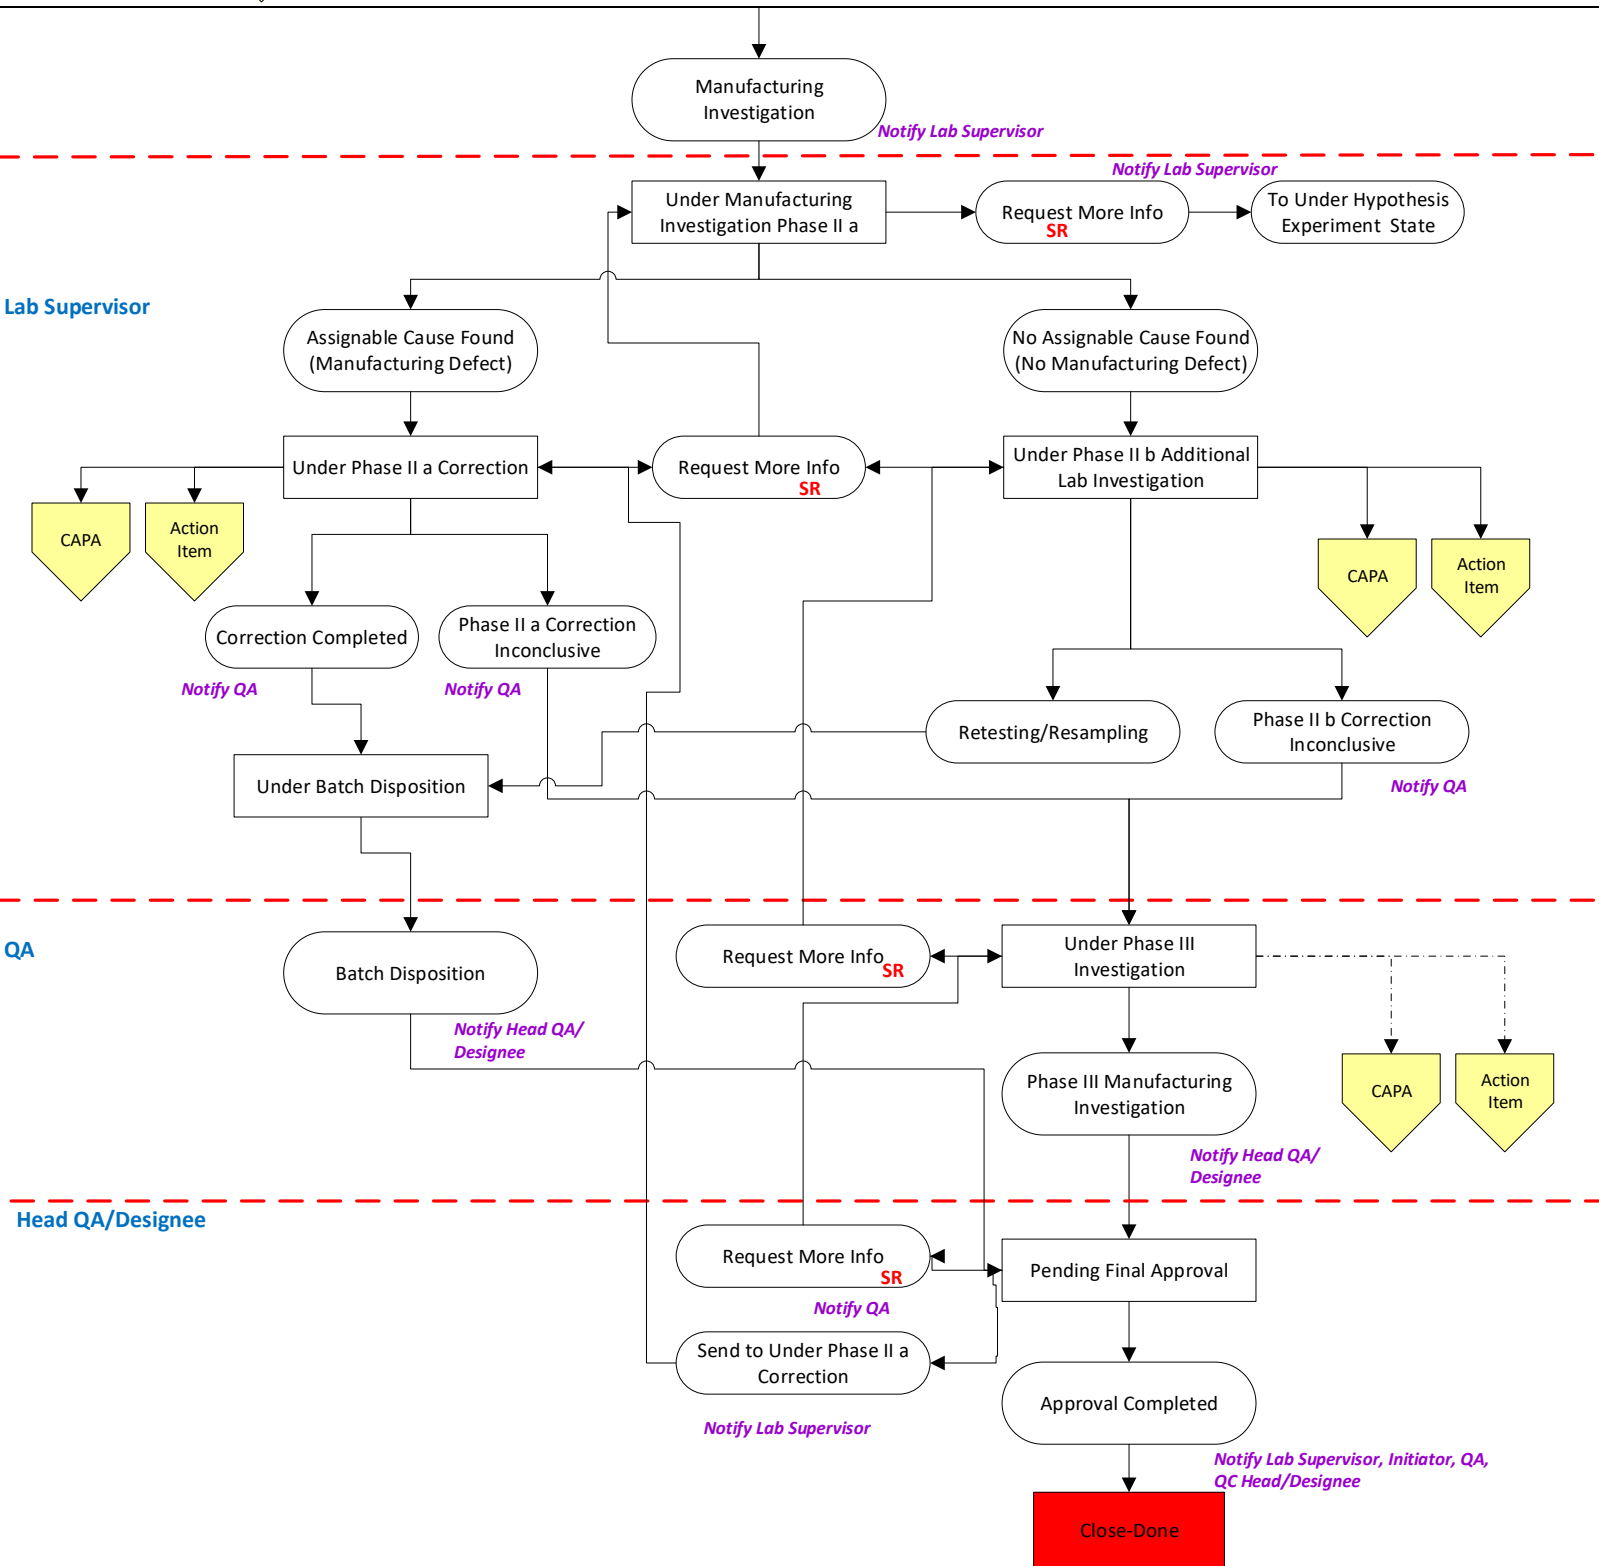 Manufacturing
Investigation
Notify Lab Supervisor
Notify Lab Supervisor
Under Manufacturing
Investigation Phase II a
Request More Info
SR
To Under Hypothesis
Experiment State
Lab Supervisor
Assignable Cause Found
(Manufacturing Defect)
No Assignable Cause Found
(No Manufacturing Defect)
Under Phase II a Correction
Request More Info
SR
Under Phase II b Additional
Lab Investigation
CAPA
Action
Item
CAPA
Action
Item
Correction Completed
Phase II a Correction
Inconclusive
Notify QA
Notify QA
Retesting/Resampling
Phase II b Correction
Inconclusive
Notify QA
Under Batch Disposition
QA
Batch Disposition
Request More Info
SR
Under Phase III
Investigation
Notify Head QA/
Designee
Phase III Manufacturing
Investigation
CAPA
Action
Item
Notify Head QA/
Designee
Head QA/Designee
Request More Info
SR
Pending Final Approval
Notify QA
Send to Under Phase II a
Correction
Approval Completed
Notify Lab Supervisor
Notify Lab Supervisor, Initiator, QA,
QC Head/Designee
Close-Done